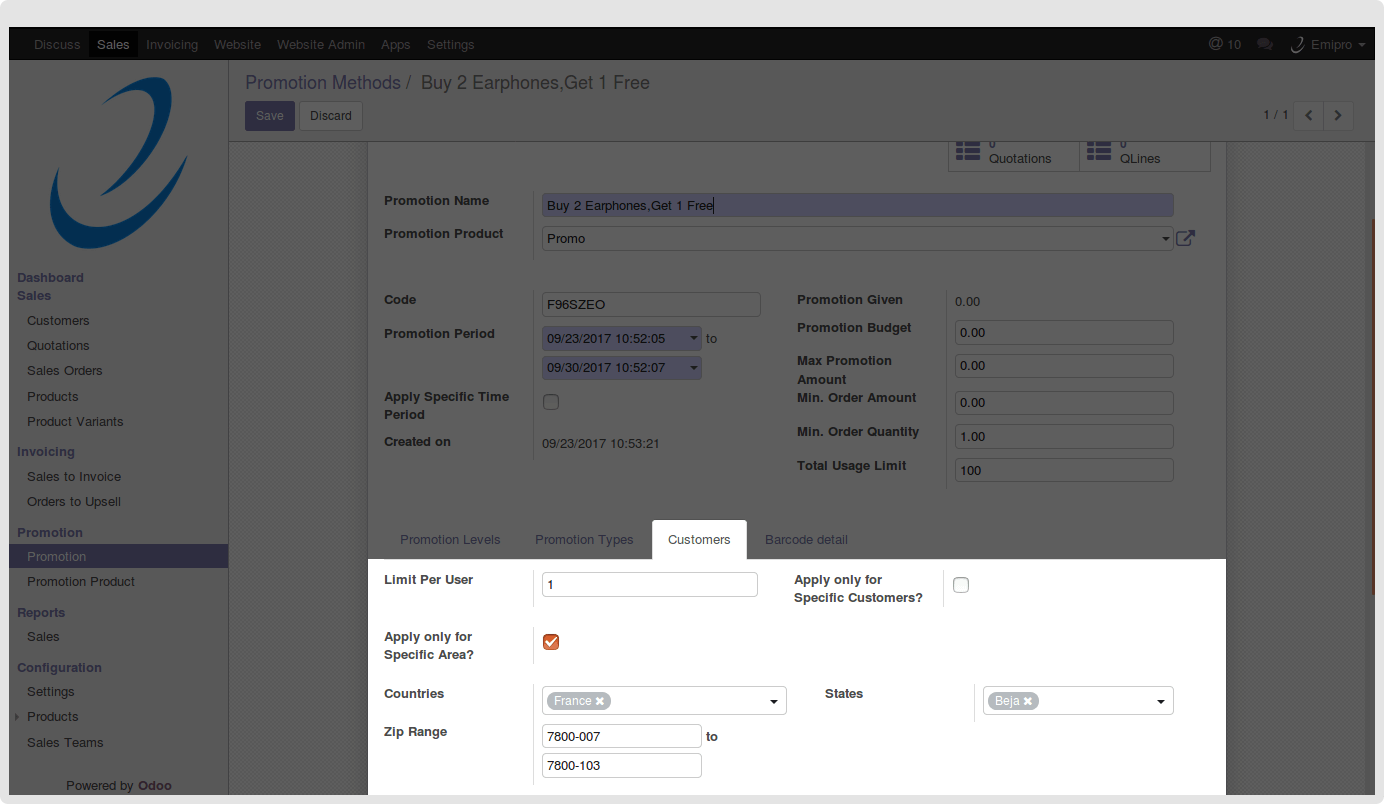 Discuss Sales Invoicing Website Website Admin Apps Settings @ 10 Emipro
Promotion Methods / Buy 2 Earphones,Get 1 Free
Save Discard 1 / 1
0 0
Quotations QLines
Dashboard
Sales
Customers
Quotations
Sales Orders
Products
Product Variants
Invoicing
Sales to Invoice
Orders to Upsell
Promotion
Promotion
Promotion Product
Reports
Sales
Configuration
Settings
Products
Sales Teams
Powered by Odoo
Promotion Name Buy 2 Earphones,Get 1 Free
Promotion Product Promo
Code F96SZEO
Promotion Period 09/23/2017 10:52:05 to
09/30/2017 10:52:07
Apply Specific Time
Period
Created on 09/23/2017 10:53:21
Promotion Given 0.00
Promotion Budget 0.00
Max Promotion
Amount 0.00
Min. Order Amount 0.00
Min. Order Quantity 1.00
Total Usage Limit 100
Promotion Levels Promotion Types Customers Barcode detail
Limit Per User 1
Apply only for
Specific Customers?
Apply only for
Specific Area?
Countries France States Beja
Zip Range 7800-007 to
7800-103